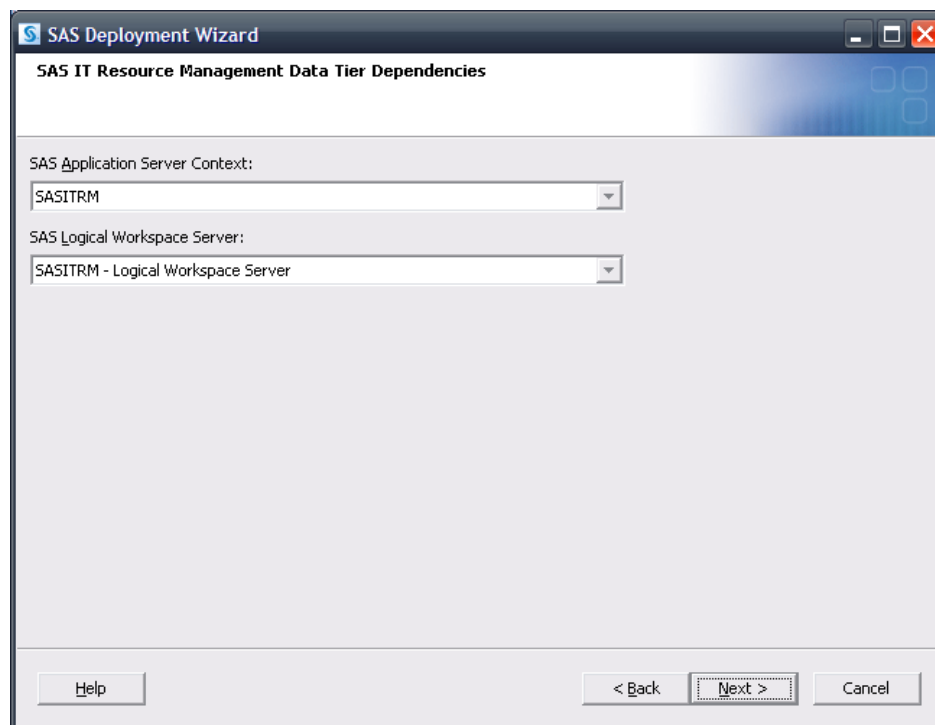 SAS Deployment Wizard
SAS IT Resource Management Data Tier Dependencies
SAS Application Server Context:
SASITRM
SAS Logical Workspace Server:
SASITRM - Logical Workspace Server
Help
< Back
Next >
Cancel